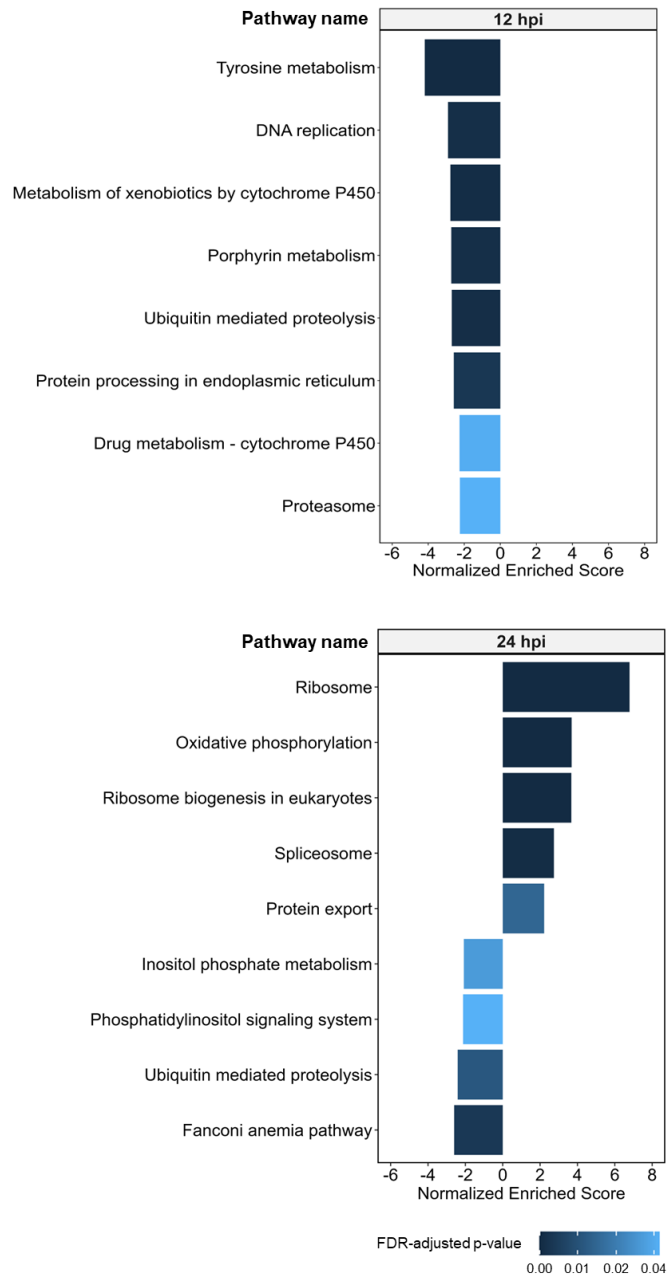 Pathway name 12 hpi
Tyrosine metabolism
DNA replication
Metabolism of xenobiotics by cytochrome P450
Porphyrin metabolism
Ubiquitin mediated proteolysis
Protein processing in endoplasmic reticulum
Drug metabolism - cytochrome P450
Proteasome
-6 -4 -2 0 2 4 6 8
Normalized Enriched Score
Pathway name 24 hpi
Ribosome
Oxidative phosphorylation
Ribosome biogenesis in eukaryotes
Spliceosome
Protein export
Inositol phosphate metabolism
Phosphatidylinositol signaling system
Ubiquitin mediated proteolysis
Fanconi anemia pathway
-6 -4 -2 0 2 4 6 8
Normalized Enriched Score
FDR-adjusted p-value
0.00 0.01 0.02 0.04